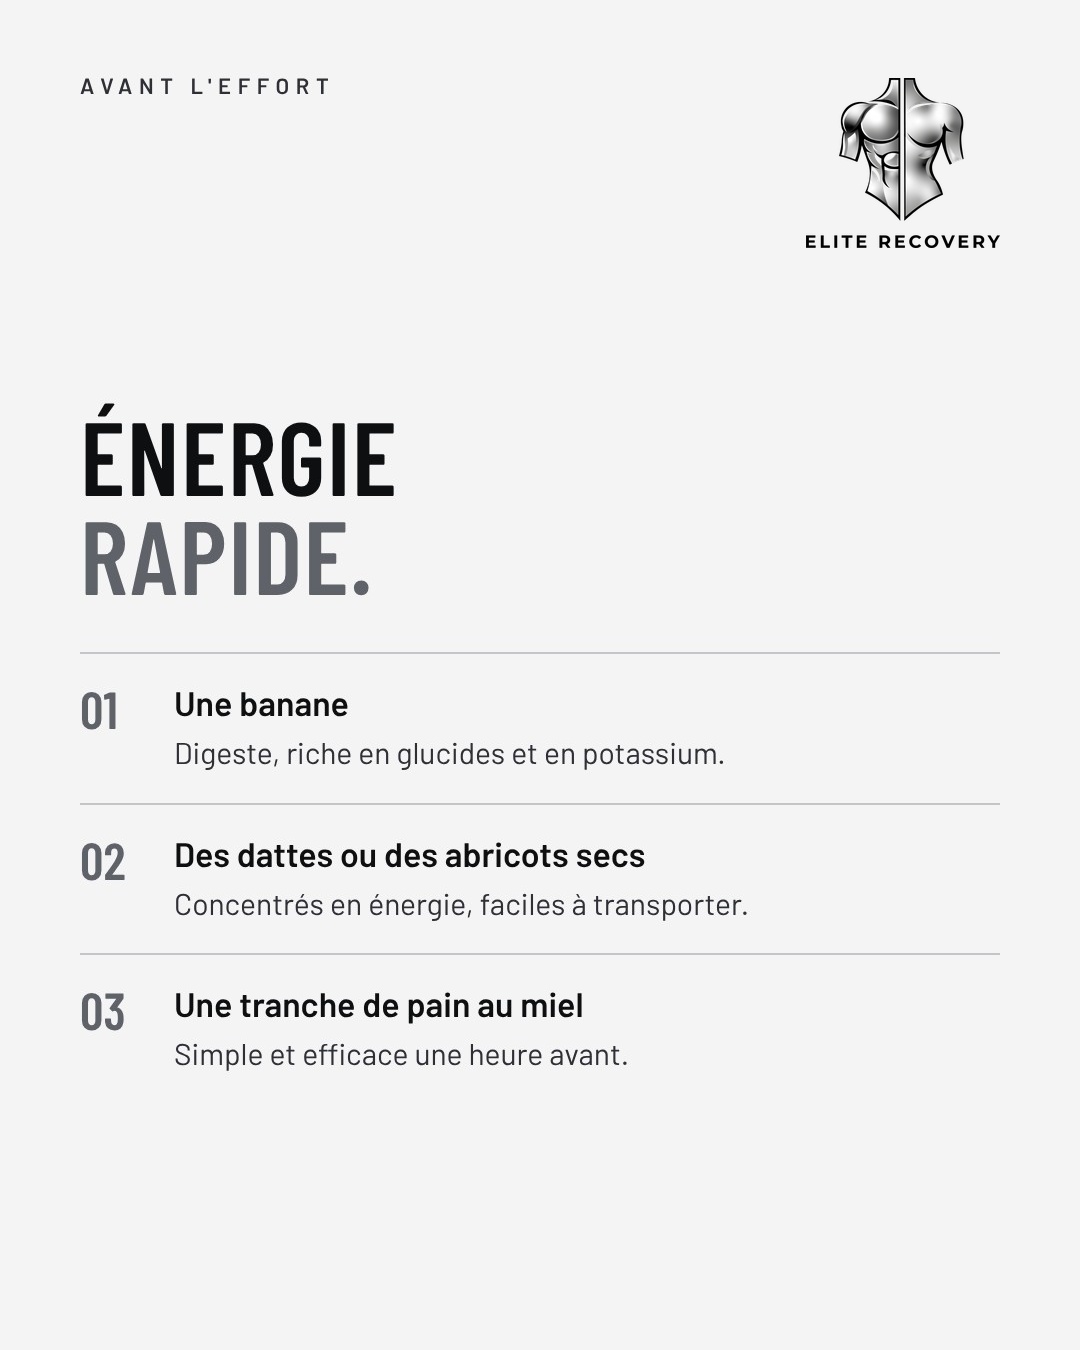 AVANT L'EFFORT
ELITE RECOVERY
ÉNERGIE
RAPIDE.
01
Une banane
Digeste, riche en glucides et en potassium.
02
Des dattes ou des abricots secs
Concentrés en énergie, faciles à transporter.
03
Une tranche de pain au miel
Simple et efficace une heure avant.